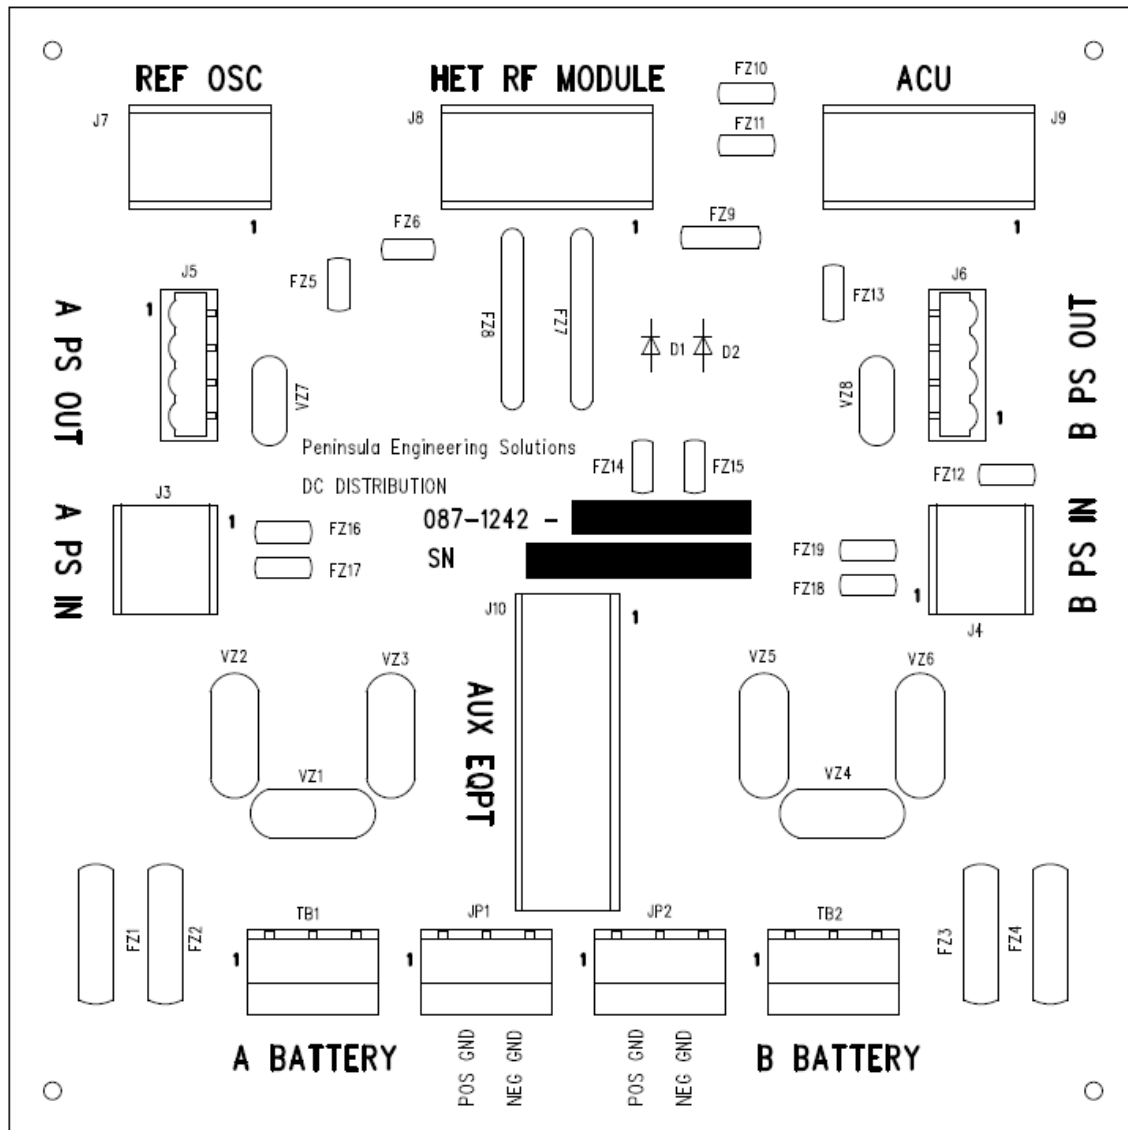 REF OSC
HET RF MODULE
FZ10
ACU
J7
J8
FZ11
J9
1
1
1
FZ6
FZ9
J5
FZ5
FZ13
J6
1
A PS OUT
FZ8
FZ7
D1
D2
B PS OUT
VZ7
VZ8
1
Peninsula Engineering Solutions
FZ14
FZ15
FZ12
DC DISTRIBUTION
J3
A PS IN
1
FZ16
087-1242 -
B PS IN
FZ17
SN
FZ19
FZ18
1
J10
1
J4
VZ2
VZ3
VZ5
VZ6
AUX EQPT
VZ1
VZ4
TB1
JP1
JP2
TB2
FZ1
FZ2
1
1
1
1
FZ3
FZ4
A BATTERY
POS GND
NEG GND
POS GND
NEG GND
B BATTERY